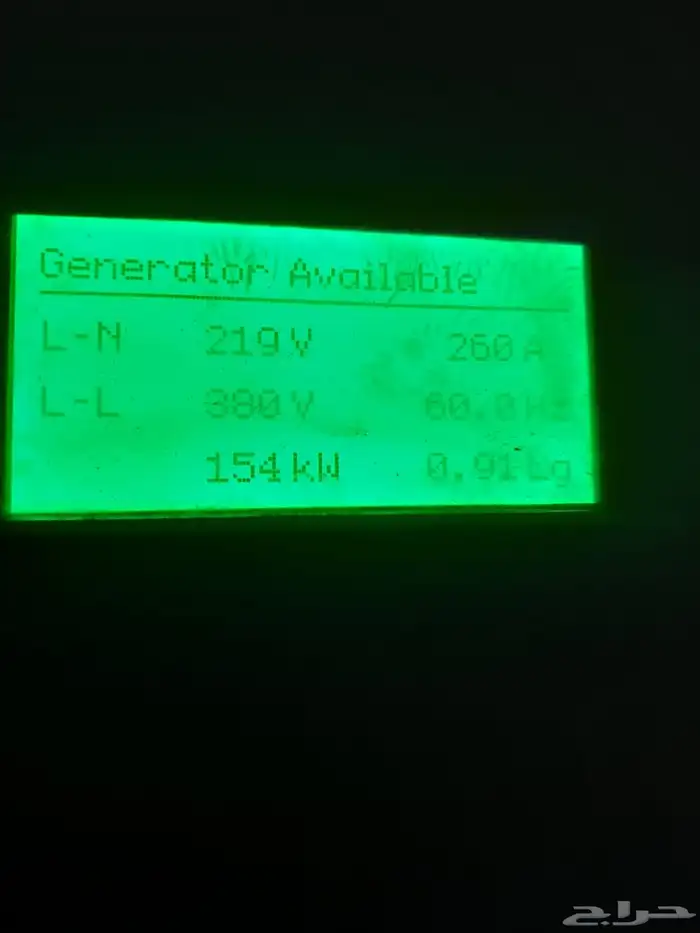 Generator Available
L-N 219 V 260 A
L-L 380 V 60.0 Hz
154 kW 0.91 Lg
حراج